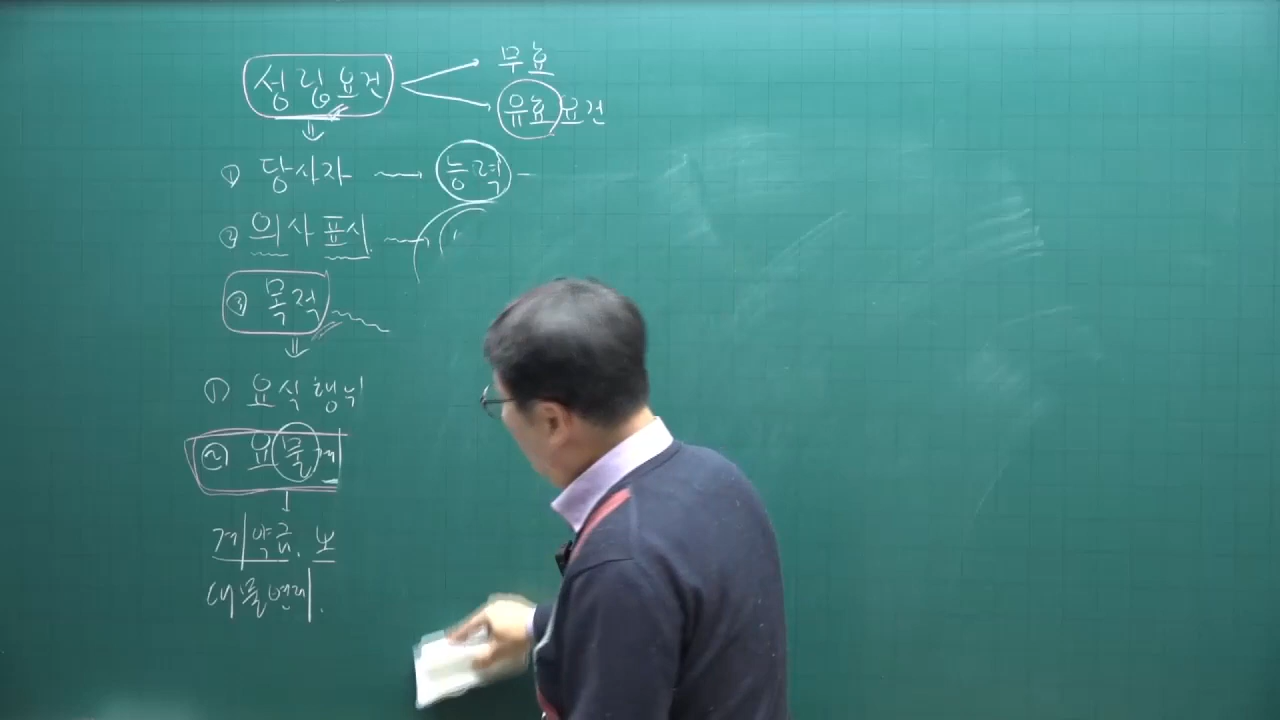 성립요건
무효
유효요건
① 당사자 → 능력
② 의사표시
③ 목적
① 요식행위
② 요물계
계약금. 보
대물변제.